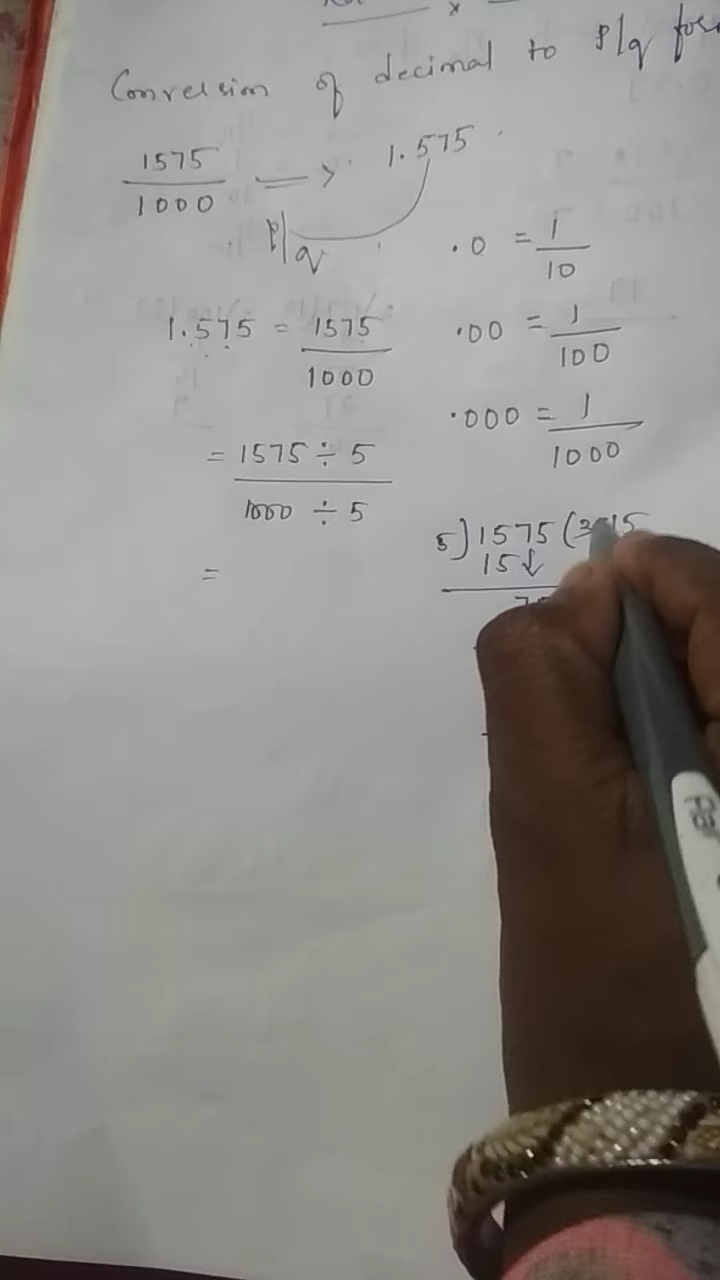 Conversion of decimal to P/q
1575/1000 => 1.575
P/q
.0 = 1/10
1.575 = 1575/1000
.00 = 1/100
.000 = 1/1000
= 1575 ÷ 5 / 1000 ÷ 5
5)1575(
15↓
=